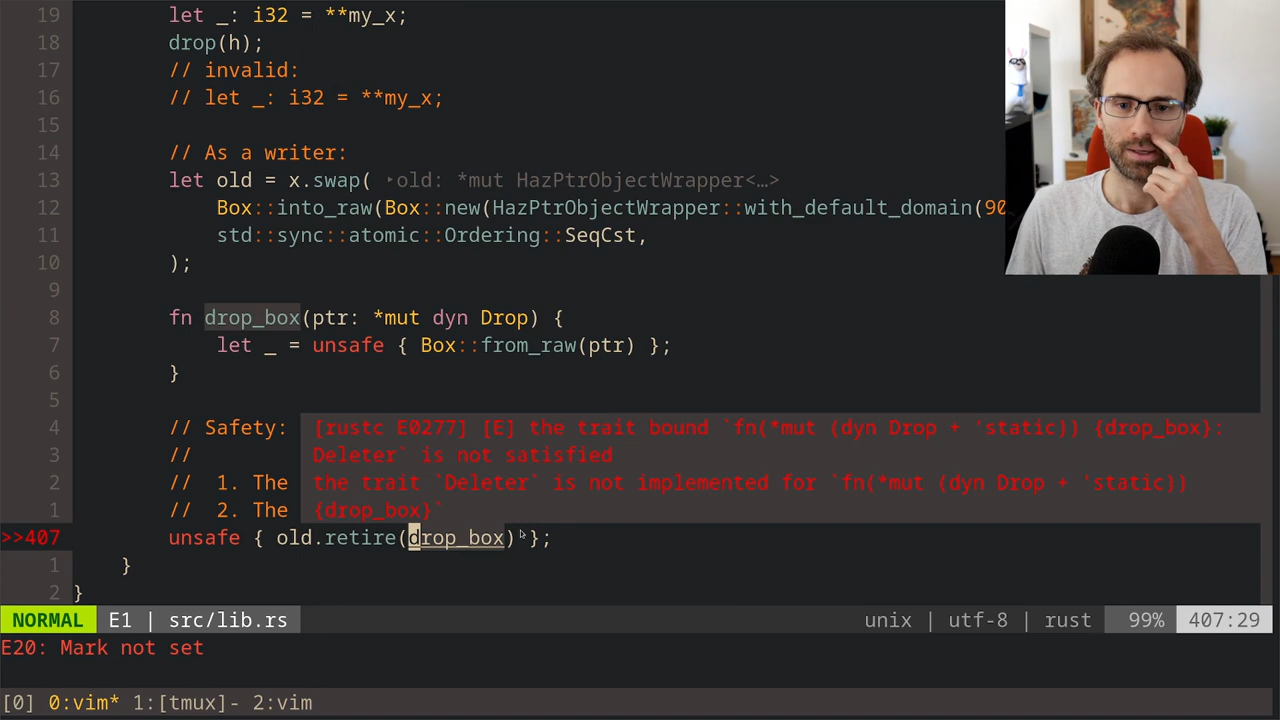 19 let _: i32 = **my_x;
18 drop(h);
17 // invalid:
16 // let _: i32 = **my_x;
15
14 // As a writer:
13 let old = x.swap( ‣old: *mut HazPtrObjectWrapper<…>
12 Box::into_raw(Box::new(HazPtrObjectWrapper::with_default_domain(90
11 std::sync::atomic::Ordering::SeqCst,
10 );
9
8 fn drop_box(ptr: *mut dyn Drop) {
7 let _ = unsafe { Box::from_raw(ptr) };
6 }
5
4 // Safety: [rustc E0277] [E] the trait bound `fn(*mut (dyn Drop + 'static)) {drop_box}:
3 // Deleter` is not satisfied
2 // 1. The the trait `Deleter` is not implemented for `fn(*mut (dyn Drop + 'static))
1 // 2. The {drop_box}`
>>407 unsafe { old.retire(drop_box) };
1 }
2 }
NORMAL E1 | src/lib.rs unix | utf-8 | rust 99% 407:29
E20: Mark not set
[0] 0:vim* 1:[tmux]- 2:vim